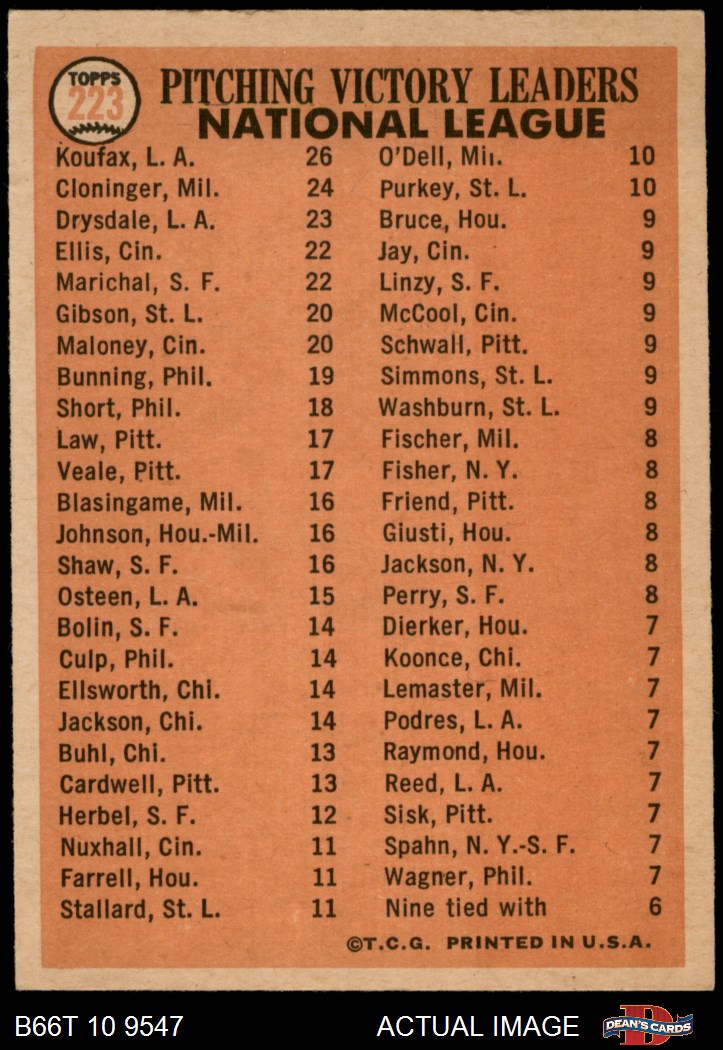 TOPPS
223
PITCHING VICTORY LEADERS
NATIONAL LEAGUE
Koufax, L. A. 26
Cloninger, Mil. 24
Drysdale, L. A. 23
Ellis, Cin. 22
Marichal, S. F. 22
Gibson, St. L. 20
Maloney, Cin. 20
Bunning, Phil. 19
Short, Phil. 18
Law, Pitt. 17
Veale, Pitt. 17
Blasingame, Mil. 16
Johnson, Hou.-Mil. 16
Shaw, S. F. 16
Osteen, L. A. 15
Bolin, S. F. 14
Culp, Phil. 14
Ellsworth, Chi. 14
Jackson, Chi. 14
Buhl, Chi. 13
Cardwell, Pitt. 13
Herbel, S. F. 12
Nuxhall, Cin. 11
Farrell, Hou. 11
Stallard, St. L. 11
O'Dell, Mil. 10
Purkey, St. L. 10
Bruce, Hou. 9
Jay, Cin. 9
Linzy, S. F. 9
McCool, Cin. 9
Schwall, Pitt. 9
Simmons, St. L. 9
Washburn, St. L. 9
Fischer, Mil. 8
Fisher, N. Y. 8
Friend, Pitt. 8
Giusti, Hou. 8
Jackson, N. Y. 8
Perry, S. F. 8
Dierker, Hou. 7
Koonce, Chi. 7
Lemaster, Mil. 7
Podres, L. A. 7
Raymond, Hou. 7
Reed, L. A. 7
Sisk, Pitt. 7
Spahn, N. Y.-S. F. 7
Wagner, Phil. 7
Nine tied with 6
©T.C.G. PRINTED IN U.S.A.
B66T 10 9547 ACTUAL IMAGE
D
DEAN'S CARDS